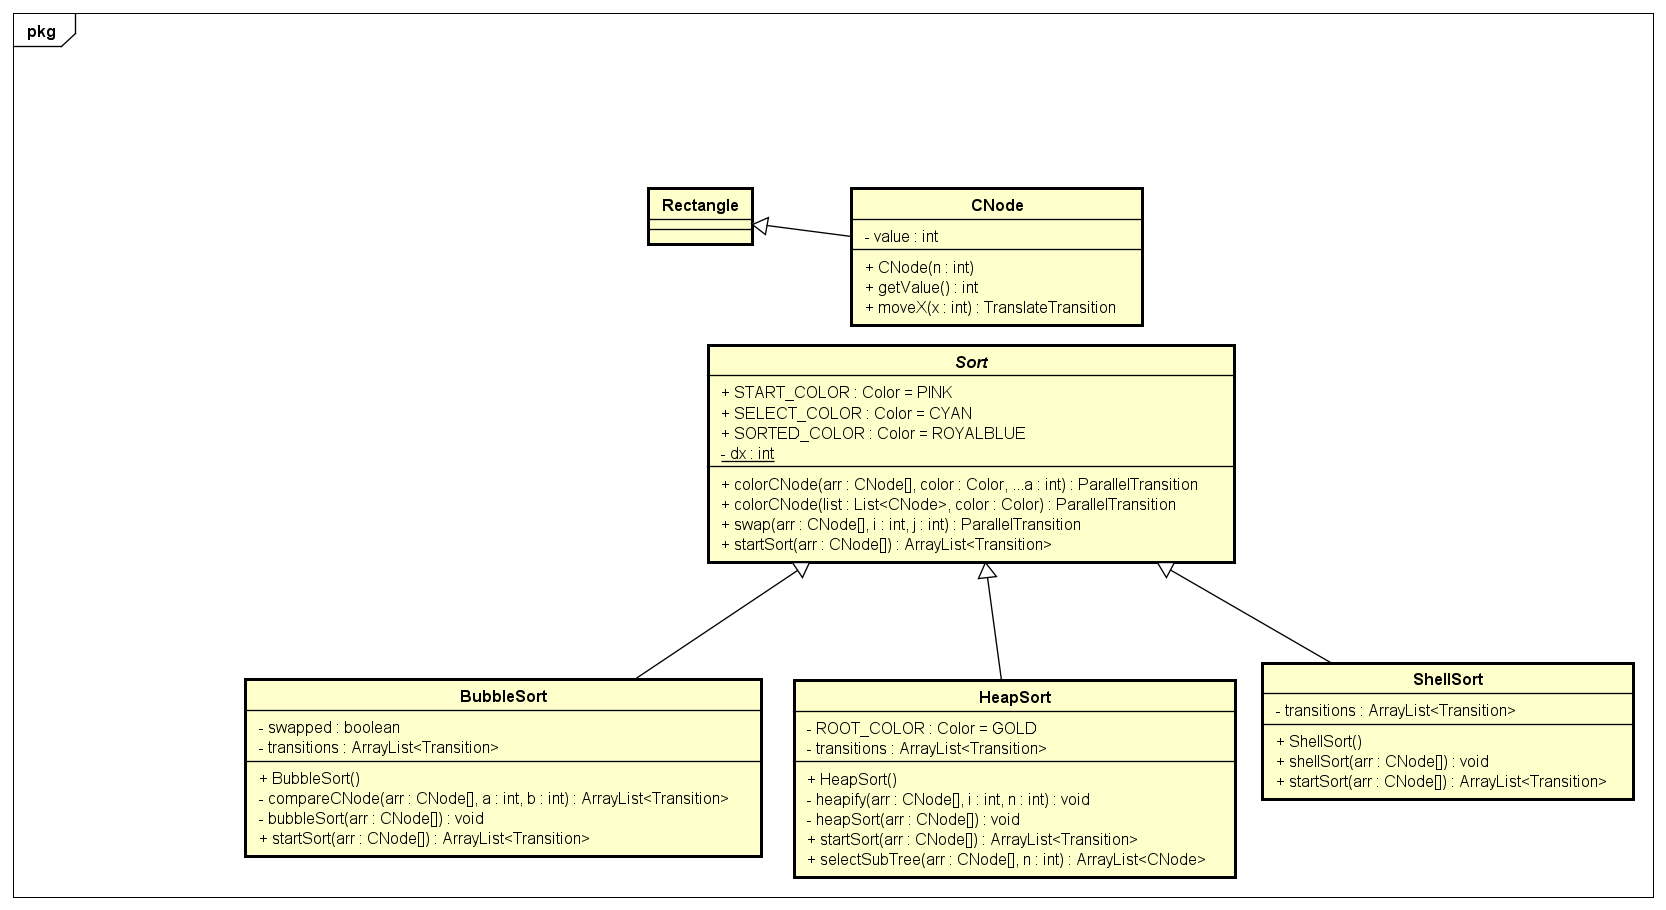 pkg
Rectangle
CNode
- value : int
+ CNode(n : int)
+ getValue() : int
+ moveX(x : int) : TranslateTransition
Sort
+ START_COLOR : Color = PINK
+ SELECT_COLOR : Color = CYAN
+ SORTED_COLOR : Color = ROYALBLUE
- dx : int
+ colorCNode(arr : CNode[], color : Color, ...a : int) : ParallelTransition
+ colorCNode(list : List<CNode>, color : Color) : ParallelTransition
+ swap(arr : CNode[], i : int, j : int) : ParallelTransition
+ startSort(arr : CNode[]) : ArrayList<Transition>
BubbleSort
- swapped : boolean
- transitions : ArrayList<Transition>
+ BubbleSort()
- compareCNode(arr : CNode[], a : int, b : int) : ArrayList<Transition>
- bubbleSort(arr : CNode[]) : void
+ startSort(arr : CNode[]) : ArrayList<Transition>
HeapSort
- ROOT_COLOR : Color = GOLD
- transitions : ArrayList<Transition>
+ HeapSort()
- heapify(arr : CNode[], i : int, n : int) : void
- heapSort(arr : CNode[]) : void
+ startSort(arr : CNode[]) : ArrayList<Transition>
+ selectSubTree(arr : CNode[], n : int) : ArrayList<CNode>
ShellSort
- transitions : ArrayList<Transition>
+ ShellSort()
+ shellSort(arr : CNode[]) : void
+ startSort(arr : CNode[]) : ArrayList<Transition>